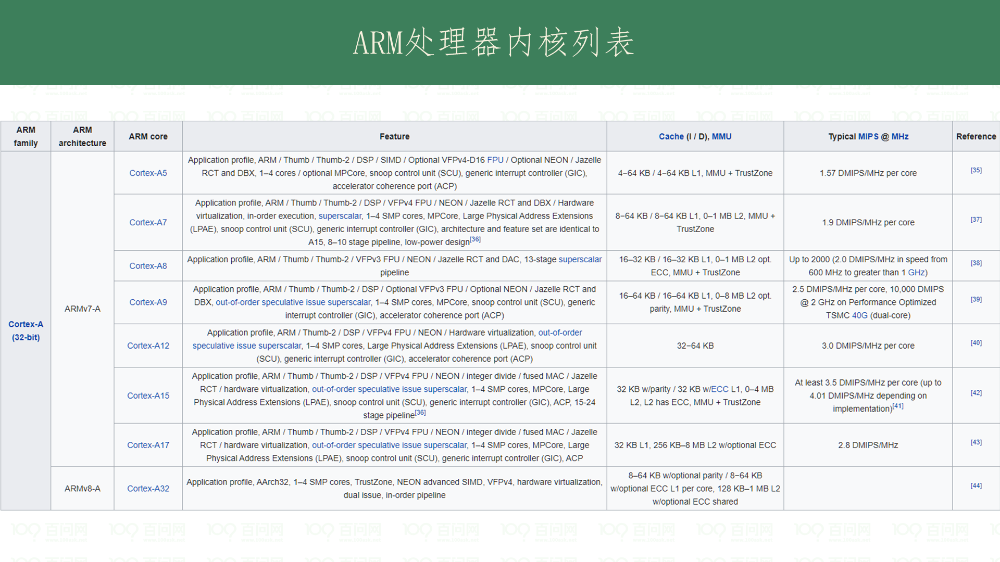 ARM处理器内核列表
ARM family
ARM architecture
ARM core
Feature
Cache (I / D), MMU
Typical MIPS @ MHz
Reference
Cortex-A
(32-bit)
ARMv7-A
Cortex-A5
Application profile, ARM / Thumb / Thumb-2 / DSP / SIMD / Optional VFPv4-D16 FPU / Optional NEON / Jazelle
RCT and DBX, 1–4 cores / optional MPCore, snoop control unit (SCU), generic interrupt controller (GIC),
accelerator coherence port (ACP)
4−64 KB / 4−64 KB L1, MMU + TrustZone
1.57 DMIPS/MHz per core
[35]
Cortex-A7
Application profile, ARM / Thumb / Thumb-2 / DSP / VFPv4 FPU / NEON / Jazelle RCT and DBX / Hardware
virtualization, in-order execution, superscalar, 1–4 SMP cores, MPCore, Large Physical Address Extensions
(LPAE), snoop control unit (SCU), generic interrupt controller (GIC), architecture and feature set are identical to
A15, 8–10 stage pipeline, low-power design[36]
8−64 KB / 8−64 KB L1, 0–1 MB L2, MMU +
TrustZone
1.9 DMIPS/MHz per core
[37]
Cortex-A8
Application profile, ARM / Thumb / Thumb-2 / VFPv3 FPU / NEON / Jazelle RCT and DAC, 13-stage superscalar
pipeline
16–32 KB / 16–32 KB L1, 0–1 MB L2 opt.
ECC, MMU + TrustZone
Up to 2000 (2.0 DMIPS/MHz in speed from
600 MHz to greater than 1 GHz)
[38]
Cortex-A9
Application profile, ARM / Thumb / Thumb-2 / DSP / Optional VFPv3 FPU / Optional NEON / Jazelle RCT and
DBX, out-of-order speculative issue superscalar, 1–4 SMP cores, MPCore, snoop control unit (SCU), generic
interrupt controller (GIC), accelerator coherence port (ACP)
16–64 KB / 16–64 KB L1, 0–8 MB L2 opt.
parity, MMU + TrustZone
2.5 DMIPS/MHz per core, 10,000 DMIPS
@ 2 GHz on Performance Optimized
TSMC 40G (dual-core)
[39]
Cortex-A12
Application profile, ARM / Thumb-2 / DSP / VFPv4 FPU / NEON / Hardware virtualization, out-of-order
speculative issue superscalar, 1–4 SMP cores, Large Physical Address Extensions (LPAE), snoop control unit
(SCU), generic interrupt controller (GIC), accelerator coherence port (ACP)
32−64 KB
3.0 DMIPS/MHz per core
[40]
Cortex-A15
Application profile, ARM / Thumb / Thumb-2 / DSP / VFPv4 FPU / NEON / integer divide / fused MAC / Jazelle
RCT / hardware virtualization, out-of-order speculative issue superscalar, 1–4 SMP cores, MPCore, Large
Physical Address Extensions (LPAE), snoop control unit (SCU), generic interrupt controller (GIC), ACP, 15-24
stage pipeline[36]
32 KB w/parity / 32 KB w/ECC L1, 0–4 MB
L2, L2 has ECC, MMU + TrustZone
At least 3.5 DMIPS/MHz per core (up to
4.01 DMIPS/MHz depending on
implementation)[41]
[42]
Cortex-A17
Application profile, ARM / Thumb / Thumb-2 / DSP / VFPv4 FPU / NEON / integer divide / fused MAC / Jazelle
RCT / hardware virtualization, out-of-order speculative issue superscalar, 1–4 SMP cores, MPCore, Large
Physical Address Extensions (LPAE), snoop control unit (SCU), generic interrupt controller (GIC), ACP
32 KB L1, 256 KB–8 MB L2 w/optional ECC
2.8 DMIPS/MHz
[43]
ARMv8-A
Cortex-A32
Application profile, AArch32, 1–4 SMP cores, TrustZone, NEON advanced SIMD, VFPv4, hardware virtualization,
dual issue, in-order pipeline
8–64 KB w/optional parity / 8−64 KB
w/optional ECC L1 per core, 128 KB–1 MB L2
w/optional ECC shared
[44]